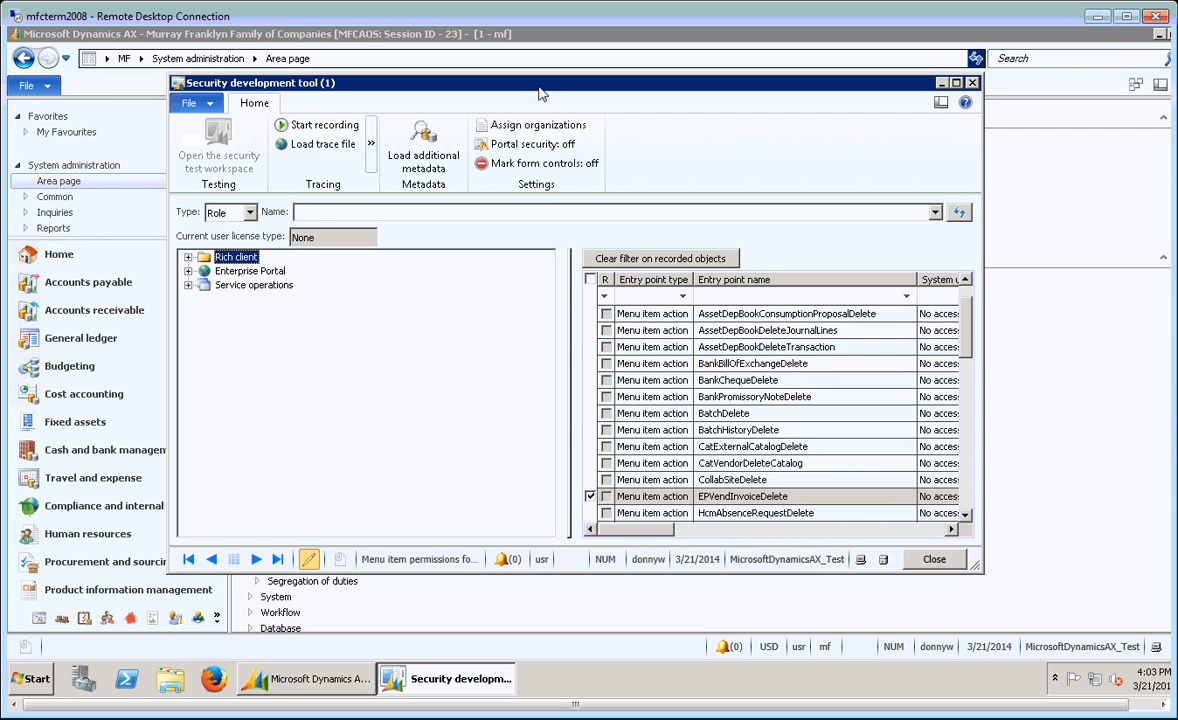 mfcterm2008 - Remote Desktop Connection
Microsoft Dynamics AX - Murray Franklyn Family of Companies [MFCAOS: Session ID - 23] - [1 - mf]
MF
System administration
Area page
Search
File
Security development tool (1)
File
Home
Open the security
test workspace
Testing
Start recording
Load trace file
»
Tracing
Load additional
metadata
Metadata
Assign organizations
Portal security: off
Mark form controls: off
Settings
Type:
Role
Name:
Current user license type:
None
Rich client
Enterprise Portal
Service operations
Clear filter on recorded objects
R
Entry point type
Entry point name
System u
Menu item action AssetDepBookConsumptionProposalDelete No access
Menu item action AssetDepBookDeleteJournalLines No access
Menu item action AssetDepBookDeleteTransaction No access
Menu item action BankBillOfExchangeDelete No access
Menu item action BankChequeDelete No access
Menu item action BankPromissoryNoteDelete No access
Menu item action BatchDelete No access
Menu item action BatchHistoryDelete No access
Menu item action CatExternalCatalogDelete No access
Menu item action CatVendorDeleteCatalog No access
Menu item action CollabSiteDelete No access
Menu item action EPVendInvoiceDelete No access
Menu item action HcmAbsenceRequestDelete No access
Menu item permissions fo...
(0)
usr
NUM
donnyw
3/21/2014
MicrosoftDynamicsAX_Test
Close
Favorites
My Favourites
System administration
Area page
Common
Inquiries
Reports
Home
Accounts payable
Accounts receivable
General ledger
Budgeting
Cost accounting
Fixed assets
Cash and bank managem
Travel and expense
Compliance and internal
Human resources
Procurement and sourcin
Product information management
Segregation of duties
System
Workflow
Database
(0)
USD
usr
mf
NUM
donnyw
3/21/2014
MicrosoftDynamicsAX_Test
Start
Microsoft Dynamics A...
Security developm...
4:03 PM
3/21/201